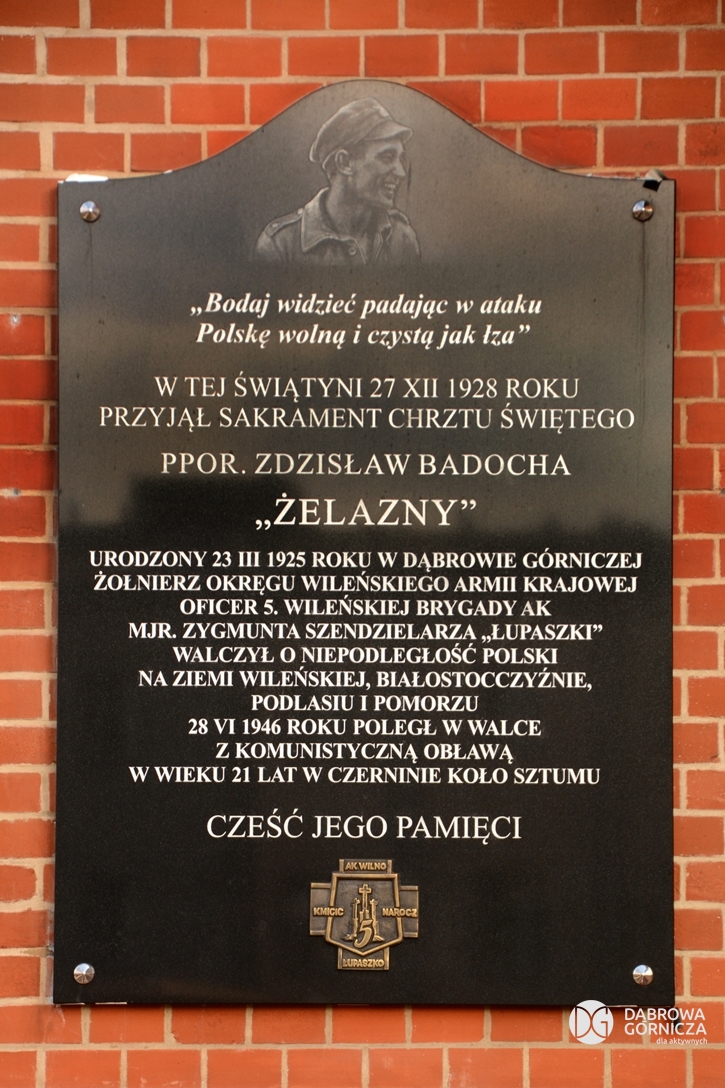 „Bodaj widzieć padając w ataku
Polskę wolną i czystą jak łza”
W TEJ ŚWIĄTYNI 27 XII 1928 ROKU
PRZYJĄŁ SAKRAMENT CHRZTU ŚWIĘTEGO
PPOR. ZDZISŁAW BADOCHA
„ŻELAZNY”
URODZONY 23 III 1925 ROKU W DĄBROWIE GÓRNICZEJ
ŻOŁNIERZ OKRĘGU WILEŃSKIEGO ARMII KRAJOWEJ
OFICER 5. WILEŃSKIEJ BRYGADY AK
MJR. ZYGMUNTA SZENDZIELARZA „ŁUPASZKI”
WALCZYŁ O NIEPODLEGŁOŚĆ POLSKI
NA ZIEMI WILEŃSKIEJ, BIAŁOSTOCCZYŹNIE,
PODLASIU I POMORZU
28 VI 1946 ROKU POLEGŁ W WALCE
Z KOMUNISTYCZNĄ OBŁAWĄ
W WIEKU 21 LAT W CZERNINIE KOŁO SZTUMU
CZEŚĆ JEGO PAMIĘCI
AK WILNO
KMICIC NAROCZ
5
ŁUPASZKO
DG DĄBROWA
GÓRNICZA
dla aktywnych